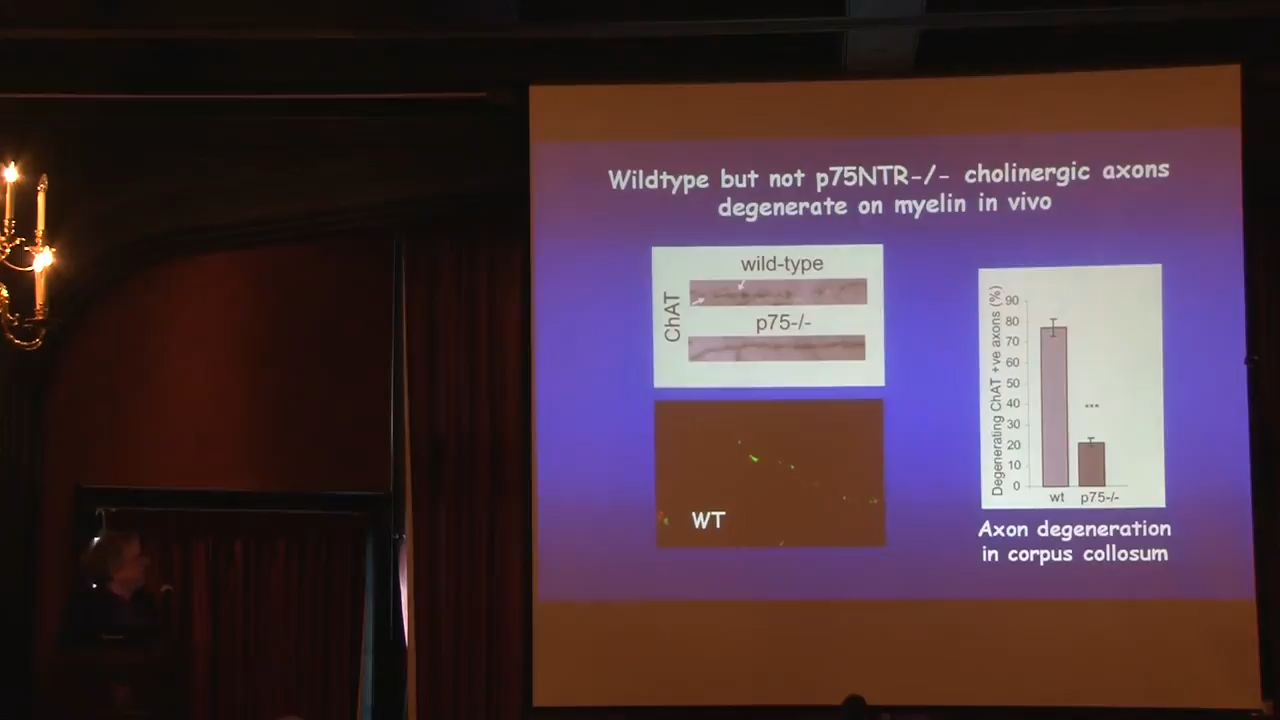 Wildtype but not p75NTR-/- cholinergic axons
degenerate on myelin in vivo
wild-type
ChAT
p75-/-
WT
Degenerating ChAT +ve axons (%)
90
80
70
60
50
40
30
20
10
0
***
wt p75-/-
Axon degeneration
in corpus collosum